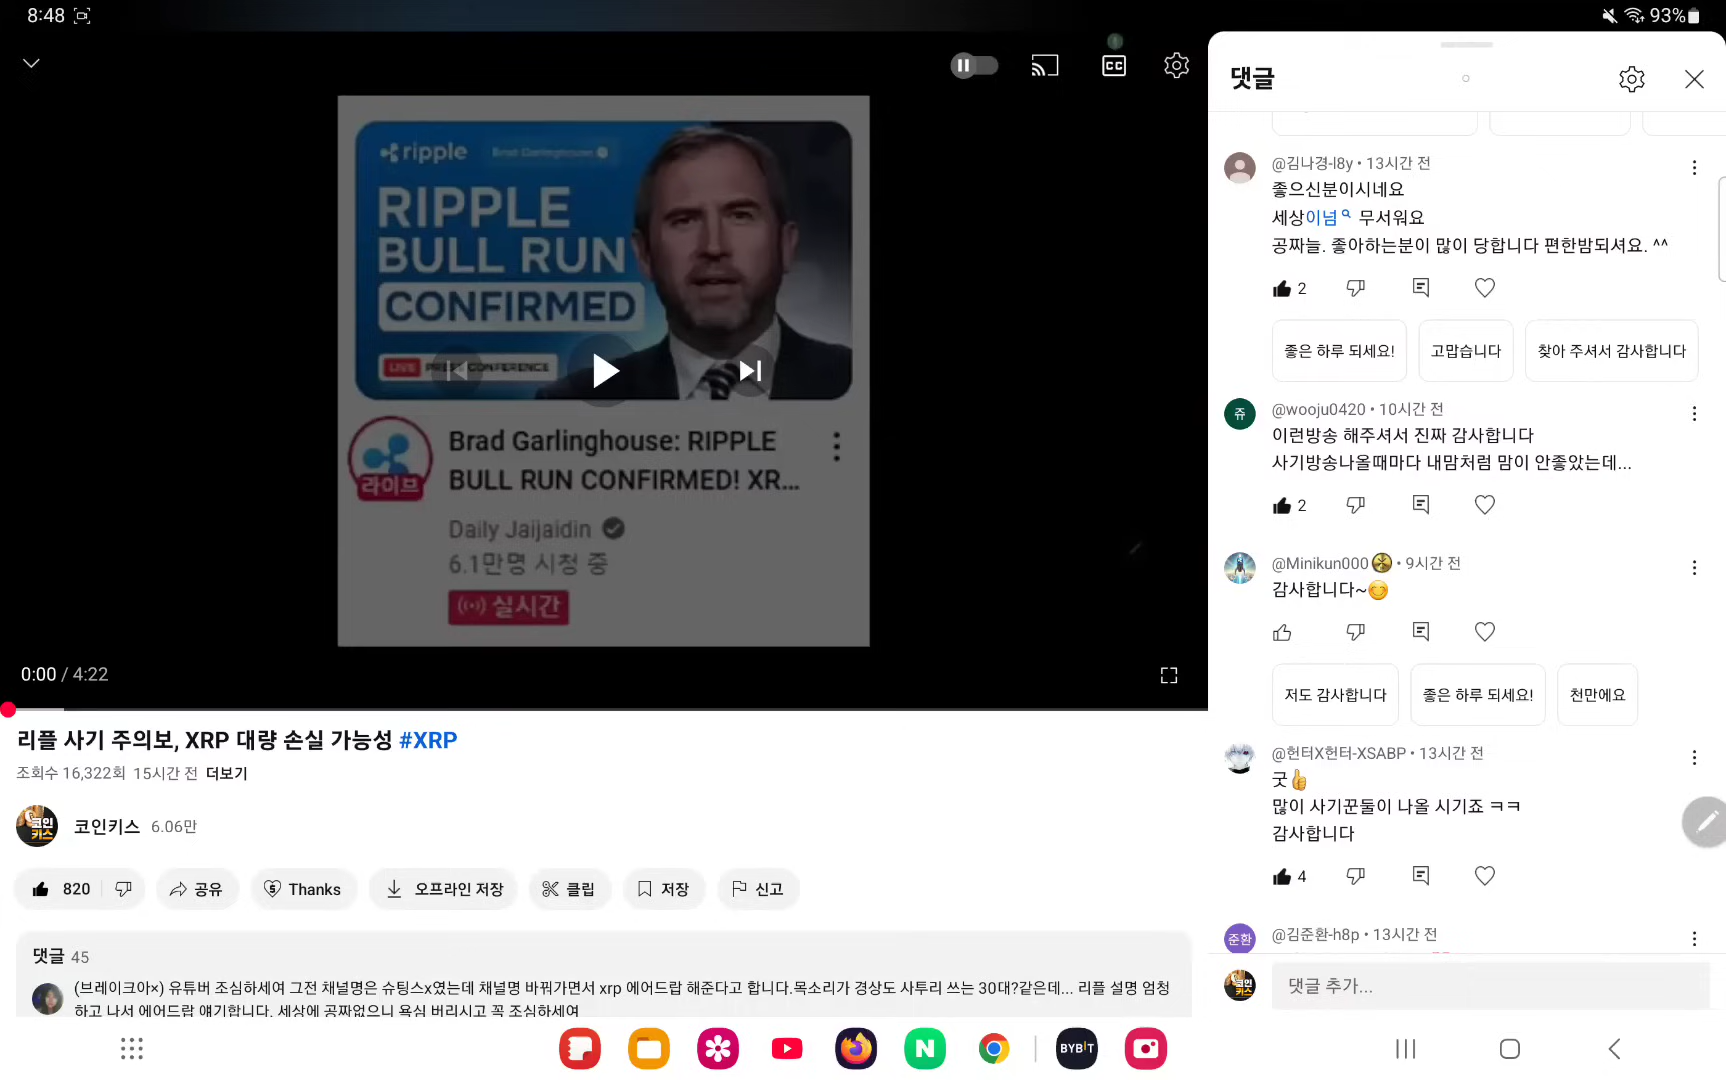 8:48
93%
ripple
Brad Garlinghouse
RIPPLE
BULL RUN
CONFIRMED
LIVE PRESS CONFERENCE
라이브
Brad Garlinghouse: RIPPLE
BULL RUN CONFIRMED! XR...
Daily Jaijaidin
6.1만명 시청 중
실시간
0:00 / 4:22
리플 사기 주의보, XRP 대량 손실 가능성 #XRP
조회수 16,322회 15시간 전 더보기
코인
키스
코인키스 6.06만
820
공유
Thanks
오프라인 저장
클립
저장
신고
댓글 45
(브레이크아×) 유튜버 조심하세여 그전 채널명은 슈팅스x였는데 채널명 바꿔가면서 xrp 에어드랍 해준다고 합니다.목소리가 경상도 사투리 쓰는 30대?같은데... 리플 설명 엄청
하고 나서 에어드랍 얘기합니다. 세상에 공짜없으니 욕심 버리시고 꼭 조심하세여
댓글
@김나경-l8y • 13시간 전
좋으신분이시네요
세상이넘 무서워요
공짜늘. 좋아하는분이 많이 당합니다 편한밤되셔요. ^^
2
좋은 하루 되세요!
고맙습니다
찾아 주셔서 감사합니다
쥬
@wooju0420 • 10시간 전
이런방송 해주셔서 진짜 감사합니다
사기방송나올때마다 내맘처럼 맘이 안좋았는데...
2
@Minikun000 • 9시간 전
감사합니다~😊
저도 감사합니다
좋은 하루 되세요!
천만에요
@헌터X헌터-XSABP • 13시간 전
굿👍
많이 사기꾼둘이 나올 시기죠 ㅋㅋ
감사합니다
4
준환
@김준환-h8p • 13시간 전
댓글 추가...
BYBIT